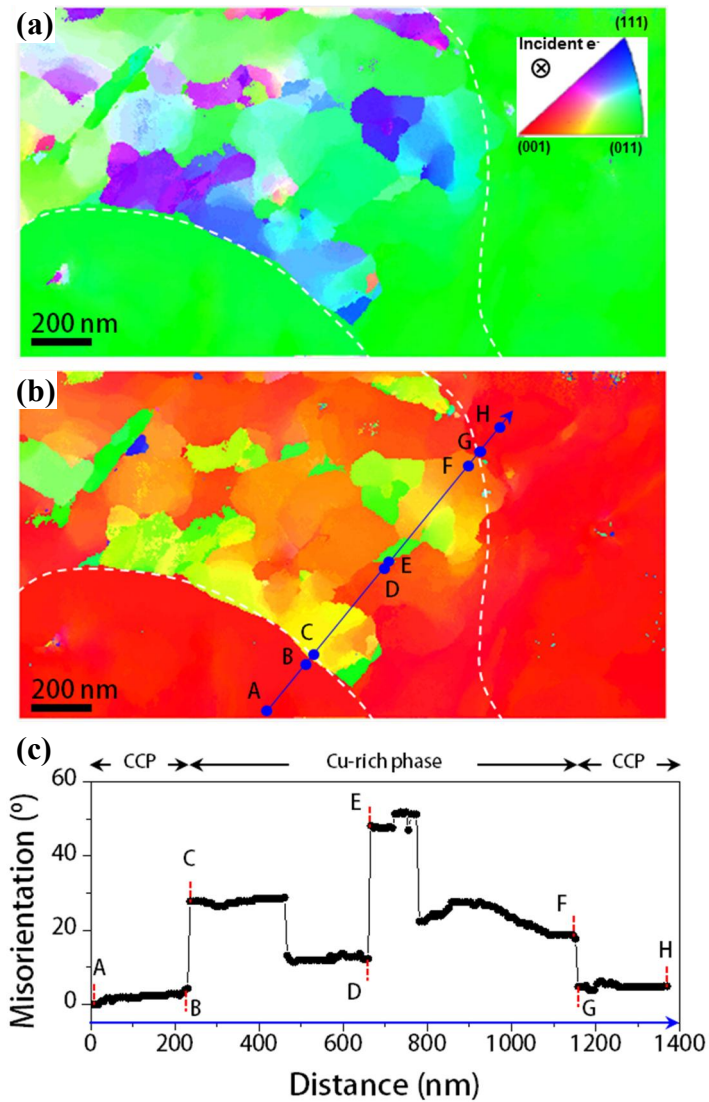 (a)
(111)
Incident e-
(001)
(011)
200 nm
(b)
H
G
F
E
D
C
B
A
200 nm
(c)
CCP
Cu-rich phase
CCP
60
40
20
0
Misorientation (º)
A
B
C
D
E
F
G
H
0
200
400
600
800
1000
1200
1400
Distance (nm)